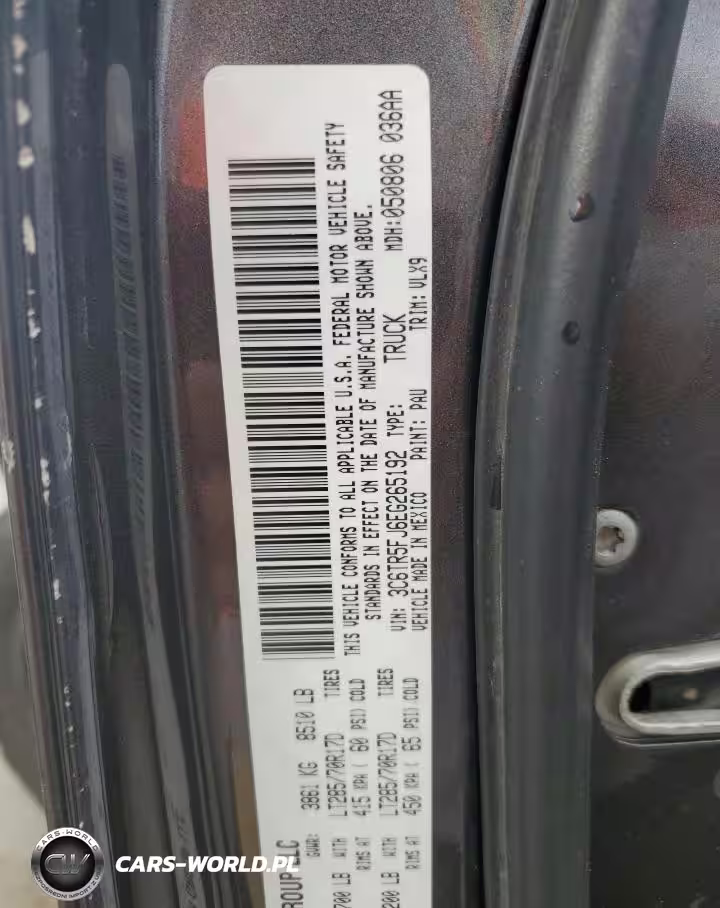 ROUP LLC
GVWR: 3861 KG 8510 LB
700 LB WITH LT285/70R17D TIRES
RIMS AT 415 KPA( 60 PSI) COLD
200 LB WITH LT285/70R17D TIRES
RIMS AT 450 KPA( 65 PSI) COLD
THIS VEHICLE CONFORMS TO ALL APPLICABLE U.S.A. FEDERAL MOTOR VEHICLE SAFETY
STANDARDS IN EFFECT ON THE DATE OF MANUFACTURE SHOWN ABOVE.
VIN: 3C6TR5FJ6EG265192 TYPE: TRUCK MDH:050806 036AA
VEHICLE MADE IN MEXICO PAINT: PAU TRIM: VLX9
CARS-WORLD
CW
CARS-WORLD.PL